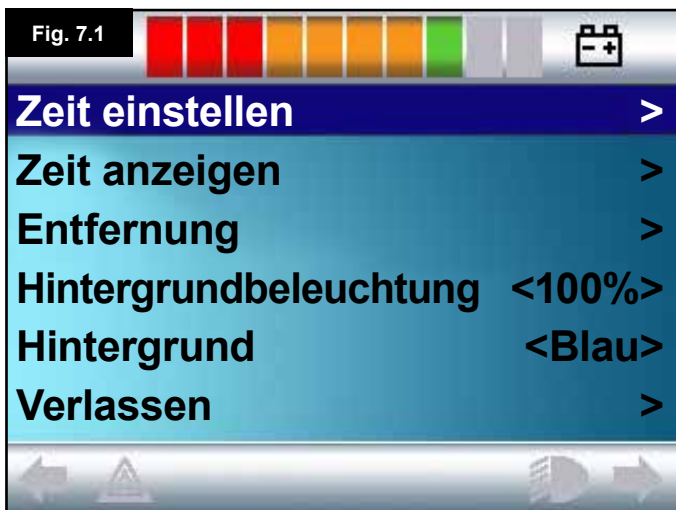 Fig. 7.1
Zeit einstellen >
Zeit anzeigen >
Entfernung >
Hintergrundbeleuchtung <100%>
Hintergrund <Blau>
Verlassen >